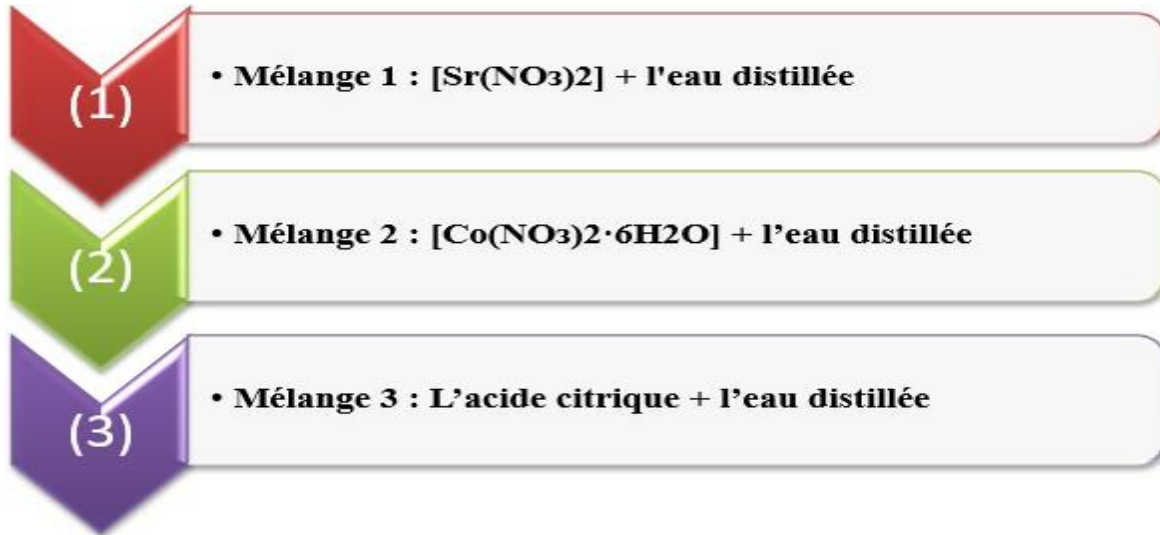 (1)
• Mélange 1 : [Sr(NO₃)2] + l'eau distillée
(2)
• Mélange 2 : [Co(NO₃)2·6H2O] + l’eau distillée
(3)
• Mélange 3 : L’acide citrique + l’eau distillée